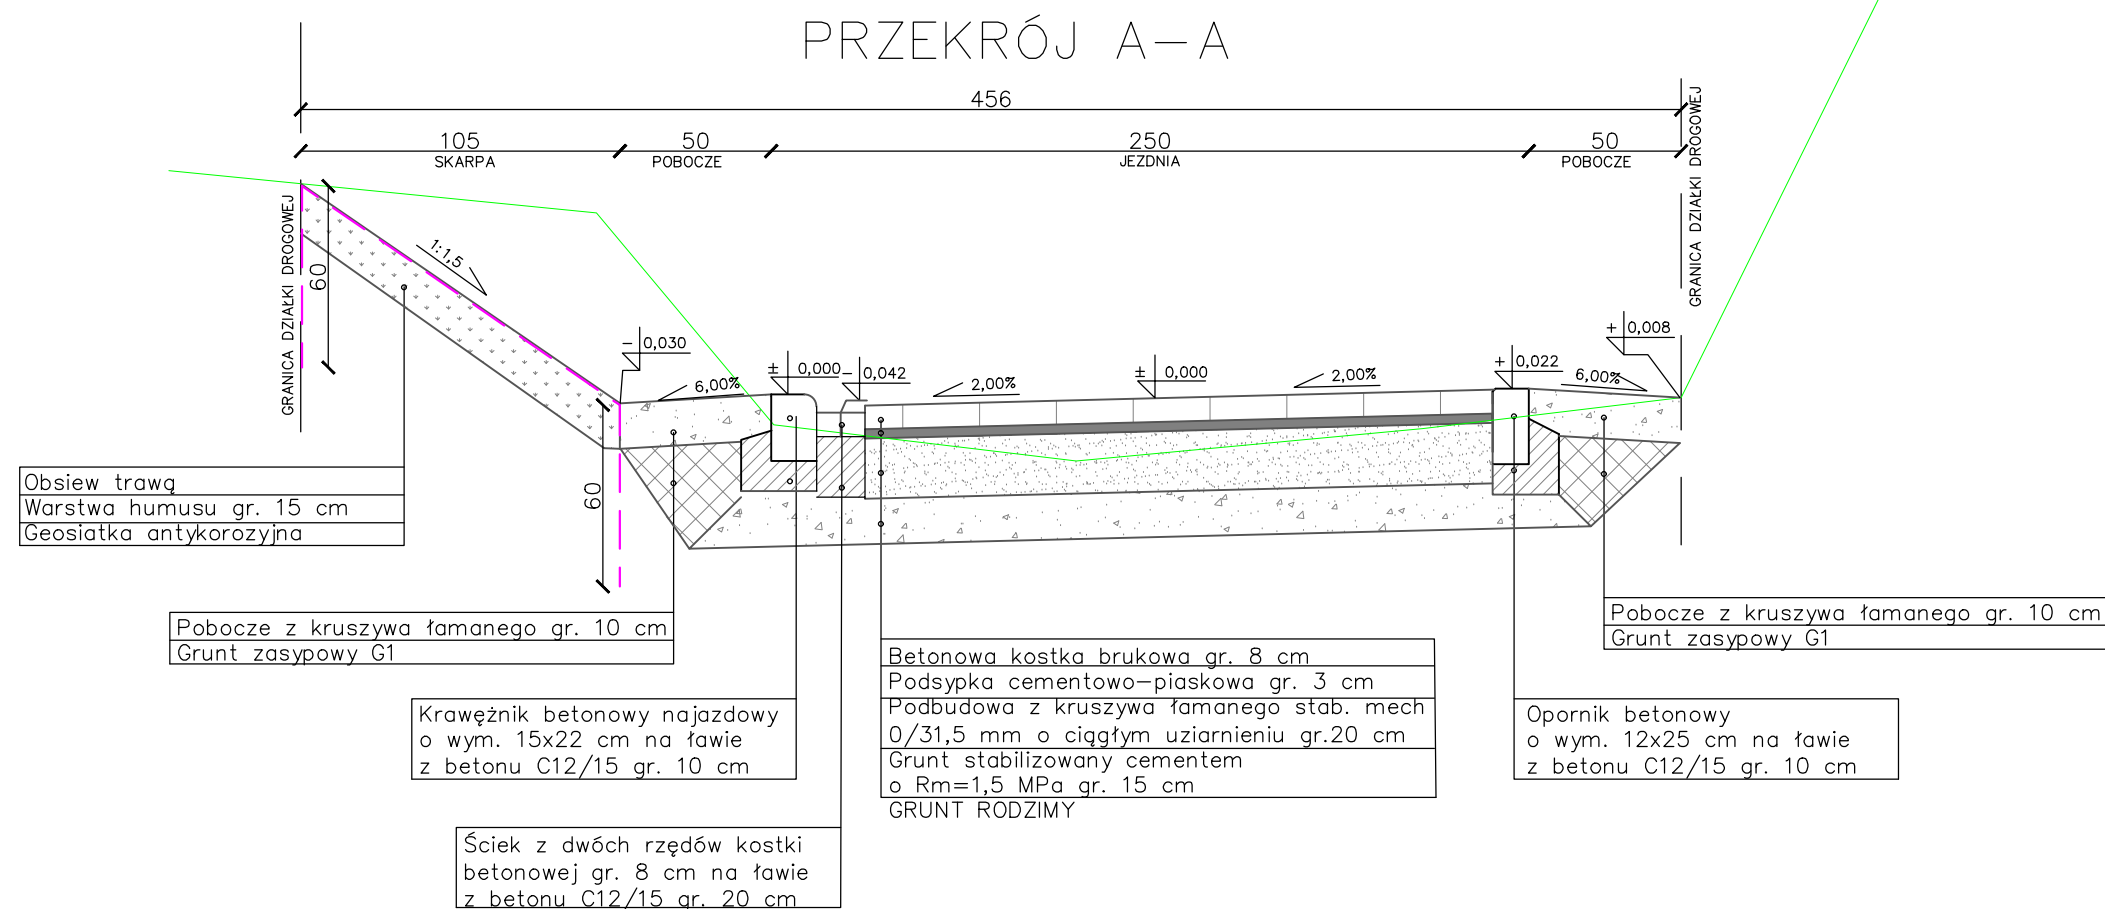 PRZEKRÓJ A-A
456
105
SKARPA
50
POBOCZE
250
JEZDNIA
50
POBOCZE
GRANICA DZIAŁKI DROGOWEJ
GRANICA DZIAŁKI DROGOWEJ
60
1:1,5
- 0,030
6,00%
± 0,000
- 0,042
2,00%
± 0,000
2,00%
+ 0,022
6,00%
+ 0,008
60
Obsiew trawą
Warstwa humusu gr. 15 cm
Geosiatka antykorozyjna
Pobocze z kruszywa łamanego gr. 10 cm
Grunt zasypowy G1
Krawężnik betonowy najazdowy
o wym. 15x22 cm na ławie
z betonu C12/15 gr. 10 cm
Ściek z dwóch rzędów kostki
betonowej gr. 8 cm na ławie
z betonu C12/15 gr. 20 cm
Betonowa kostka brukowa gr. 8 cm
Podsypka cementowo-piaskowa gr. 3 cm
Podbudowa z kruszywa łamanego stab. mech
0/31,5 mm o ciągłym uziarnieniu gr.20 cm
Grunt stabilizowany cementem
o Rm=1,5 MPa gr. 15 cm
GRUNT RODZIMY
Opornik betonowy
o wym. 12x25 cm na ławie
z betonu C12/15 gr. 10 cm
Pobocze z kruszywa łamanego gr. 10 cm
Grunt zasypowy G1